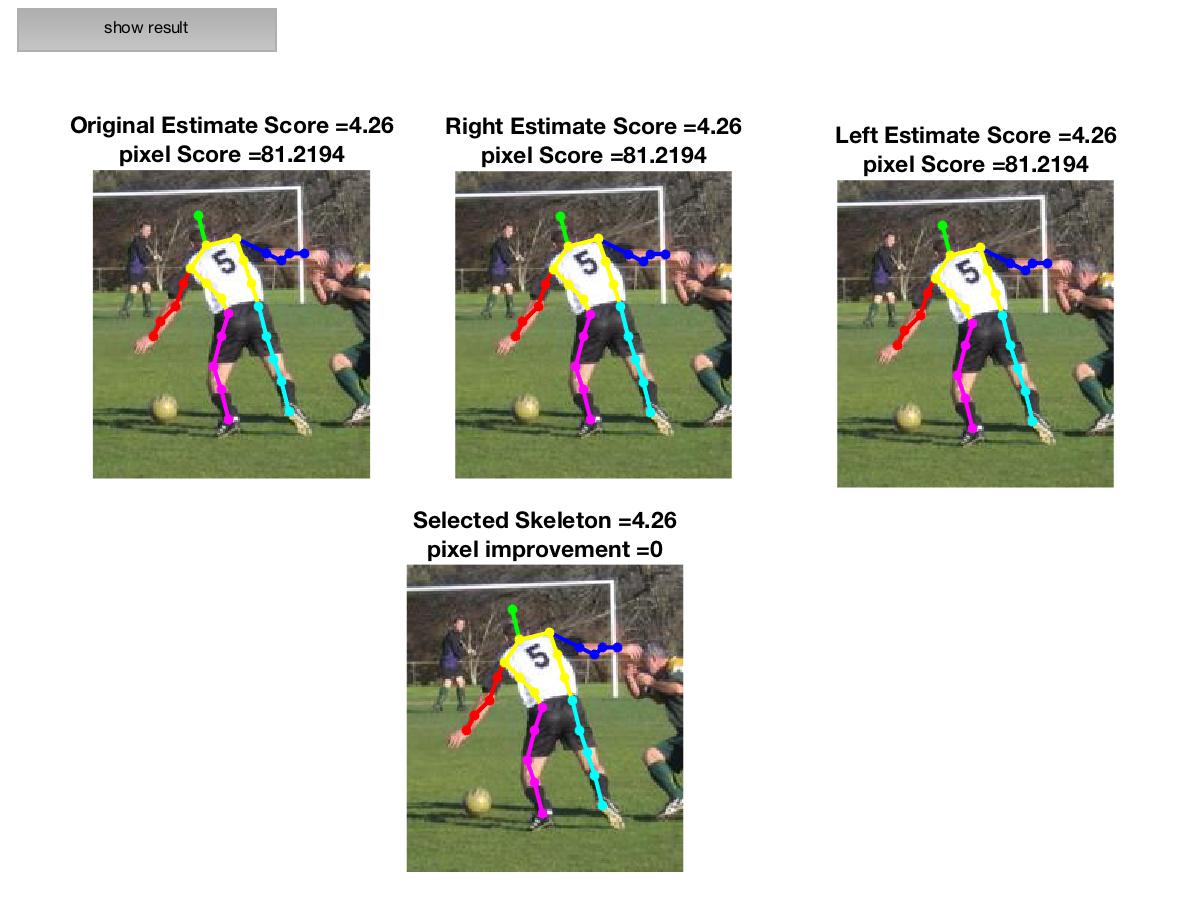 show result
Original Estimate Score =4.26
pixel Score =81.2194
Right Estimate Score =4.26
pixel Score =81.2194
Left Estimate Score =4.26
pixel Score =81.2194
5
5
5
Selected Skeleton =4.26
pixel improvement =0
5